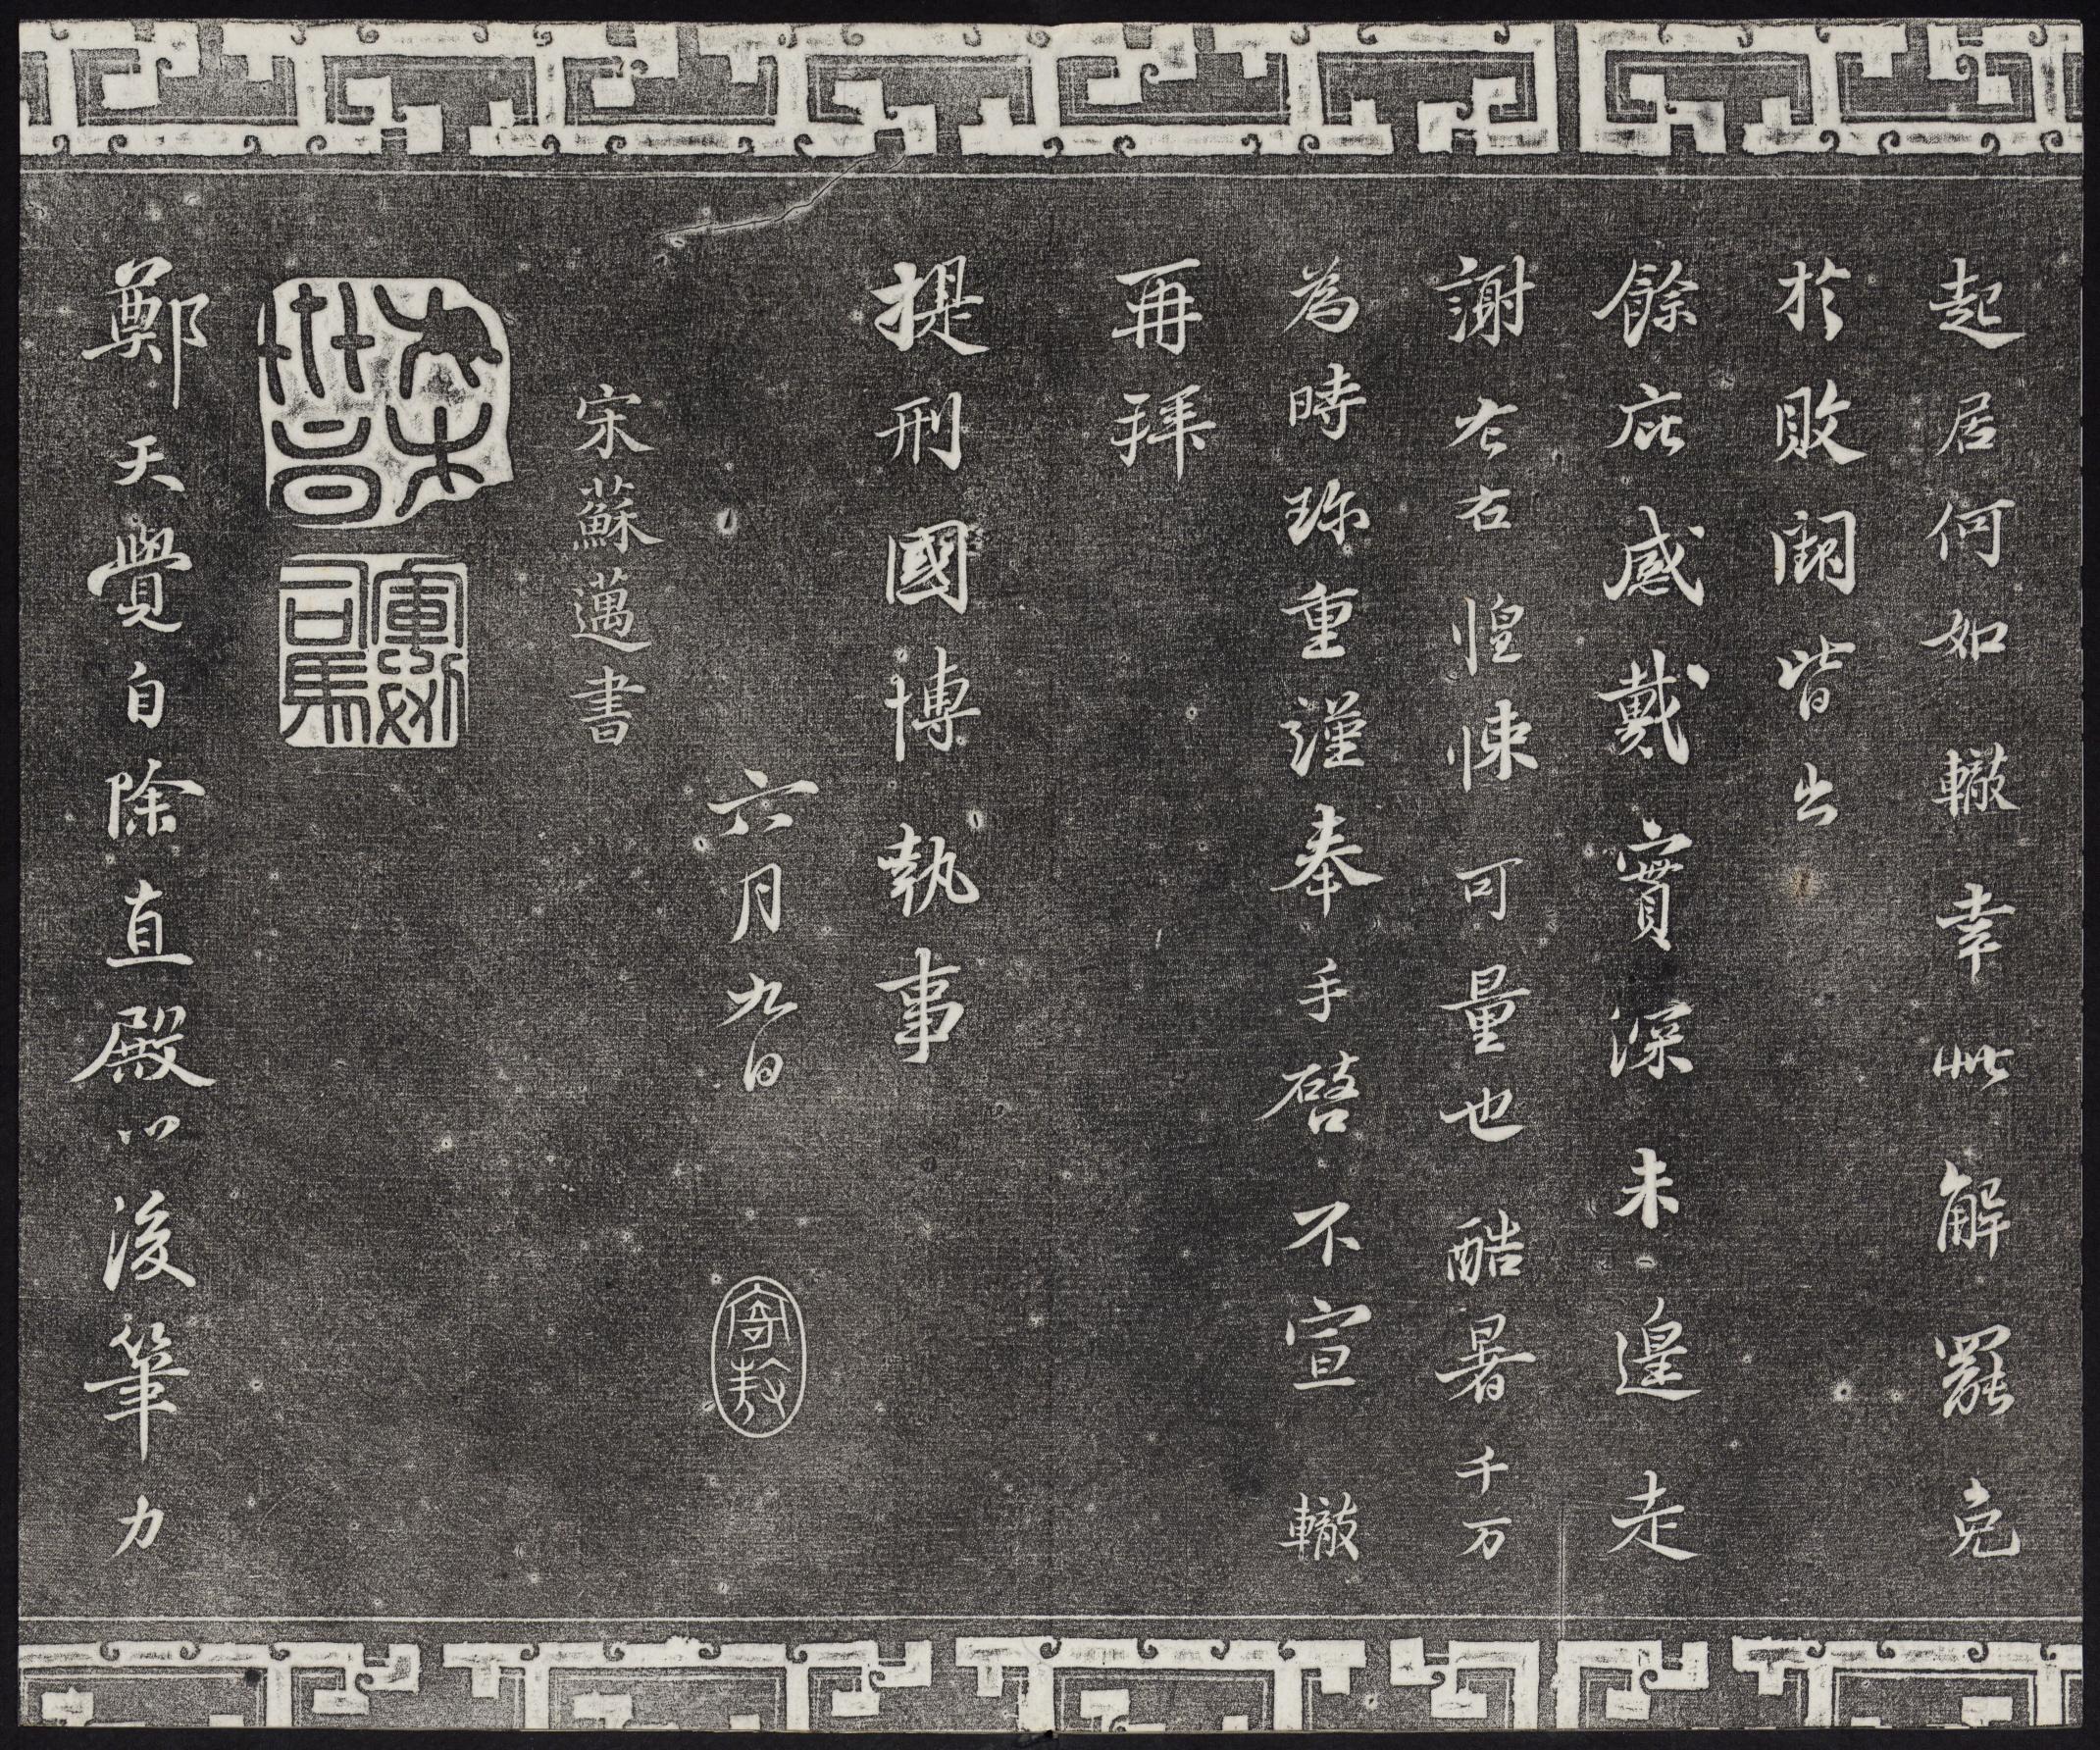 起居何如轍幸此解罷免
於敗闕皆出
餘庇感戴實深未遑走
謝左右惶悚可量也酷暑千万
為時珎重謹奉手啓不宣轍
再拜
提刑國博執事
六月九日
宋蘇邁書
鄭天覺自除直殿以後筆力